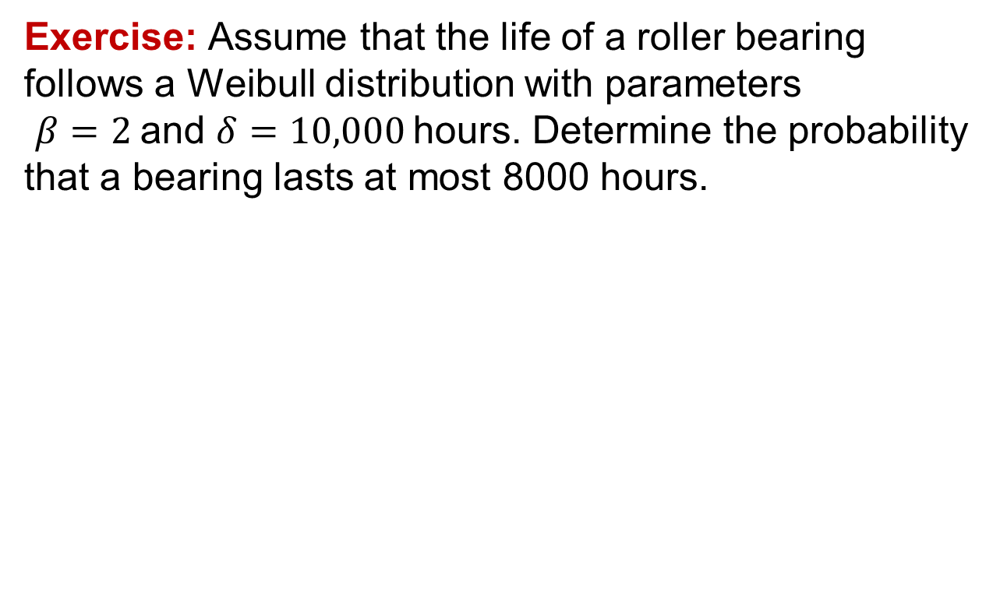 Exercise: Assume that the life of a roller bearing
follows a Weibull distribution with parameters
𝛽 = 2 and 𝛿 = 10,000 hours. Determine the probability
that a bearing lasts at most 8000 hours.